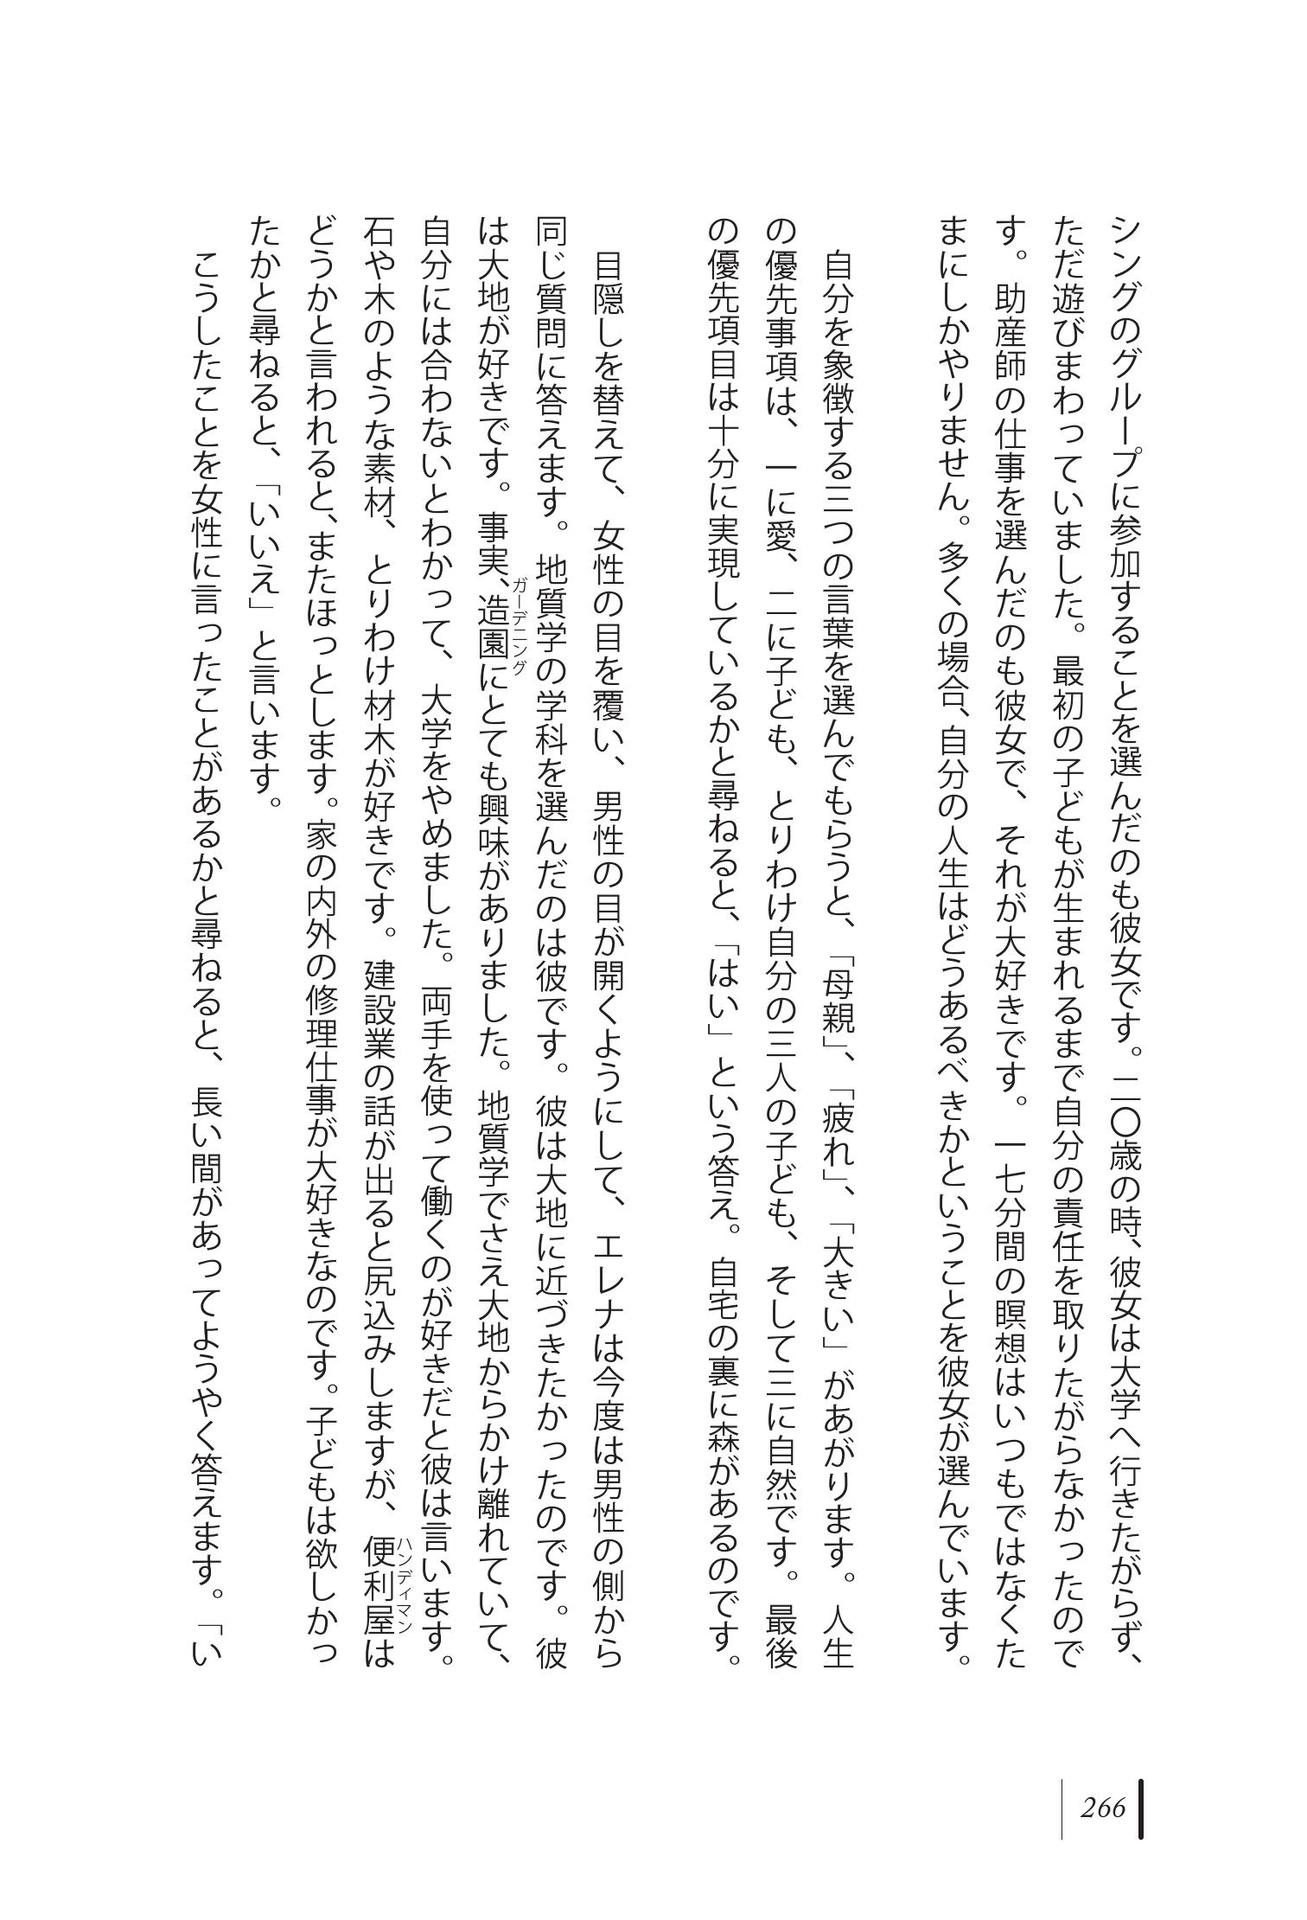 シングのグループに参加することを選んだのも彼女です。二〇歳の時、彼女は大学へ行きたがらず、
ただ遊びまわっていました。最初の子どもが生まれるまで自分の責任を取りたがらなかったので
す。助産師の仕事を選んだのも彼女で、それが大好きです。一七分間の瞑想はいつもではなくた
まにしかやりません。多くの場合、自分の人生はどうあるべきかということを彼女が選んでいます。
自分を象徴する三つの言葉を選んでもらうと、「母親」、「疲れ」、「大きい」があがります。人生
の優先事項は、一に愛、二に子ども、とりわけ自分の三人の子ども、そして三に自然です。最後
の優先項目は十分に実現しているかと尋ねると、「はい」という答え。自宅の裏に森があるのです。
目隠しを替えて、女性の目を覆い、男性の目が開くようにして、エレナは今度は男性の側から
同じ質問に答えます。地質学の学科を選んだのは彼です。彼は大地に近づきたかったのです。彼
は大地が好きです。事実、造園にとても興味がありました。地質学でさえ大地からかけ離れていて、
ガーデニング
自分には合わないとわかって、大学をやめました。両手を使って働くのが好きだと彼は言います。
石や木のような素材、とりわけ材木が好きです。建設業の話が出ると尻込みしますが、便利屋は
ハンディマン
どうかと言われると、またほっとします。家の内外の修理仕事が大好きなのです。子どもは欲しかっ
たかと尋ねると、「いいえ」と言います。
こうしたことを女性に言ったことがあるかと尋ねると、長い間があってようやく答えます。「い
266